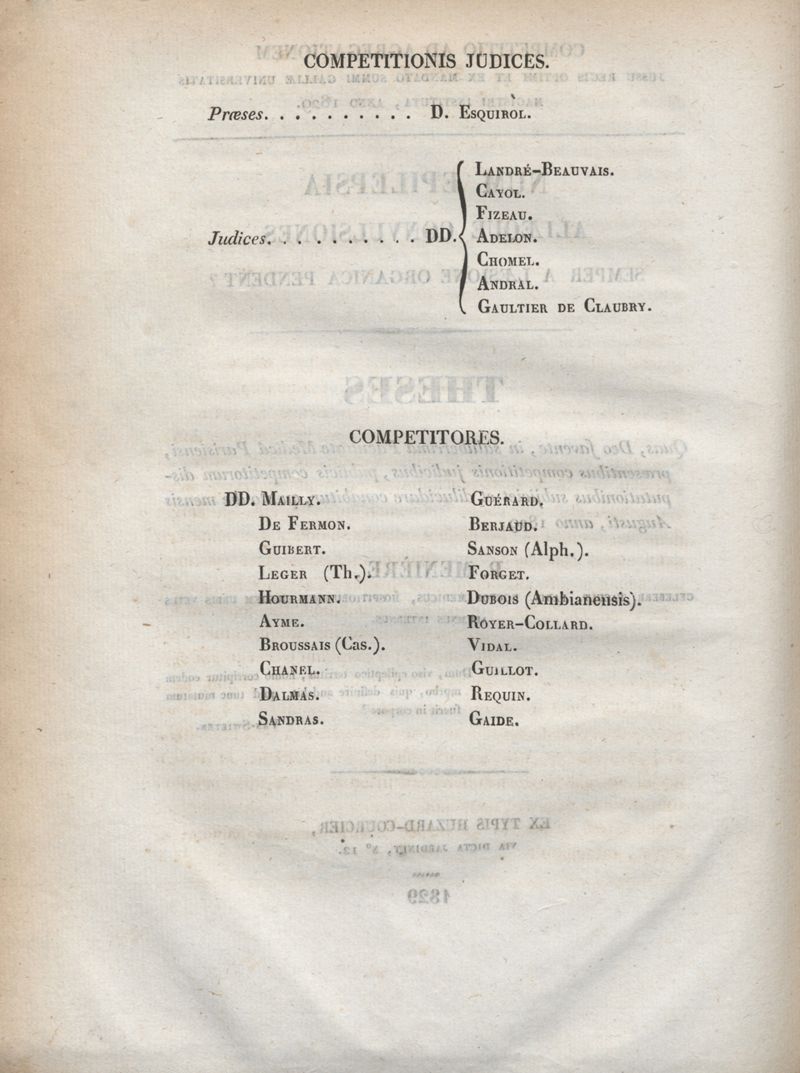 COMPETITIONIS JUDICES.
Præses. . . . . . . . . . D. Esquirol.
Landré-Beauvais.
Cayol.
Fizeau.
Judices. . . . . . . . . . DD. Adelon.
Chomel.
Andral.
Gaultier de Claubry.
COMPETITORES.
DD. Mailly. Guérard.
De Fermon. Berjaud.
Guibert. Sanson (Alph.).
Leger (Th.). Forget.
Hourmann. Dubois (Ambianensis).
Ayme. Royer-Collard.
Broussais (Cas.). Vidal.
Chanel. Guillot.
Dalmas. Requin.
Sandras. Gaide.